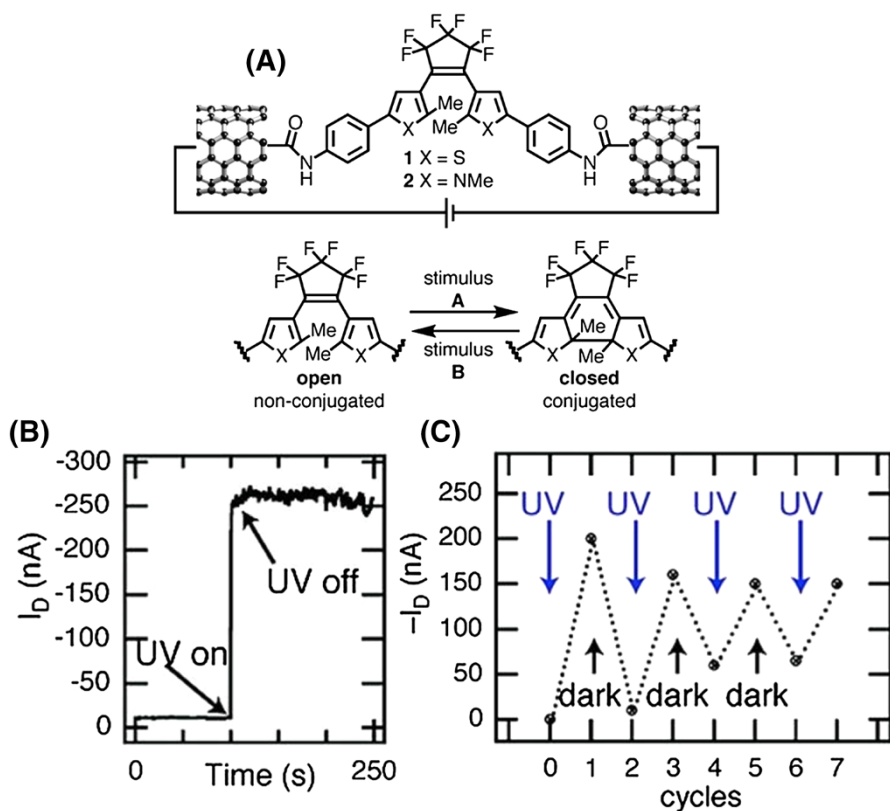 (A)
F F F F
F F
Me
Me
X X
O
N
H
O
N
H
1 X = S
2 X = NMe
F F F F
F F
F F F F
F F
stimulus
A
stimulus
B
Me
Me
X X
Me
Me
X X
open
non-conjugated
closed
conjugated
(B)
-300
-250
-200
-150
-100
-50
0
I_D (nA)
UV off
UV on
0 Time (s) 250
(C)
250
200
150
100
50
0
–I_D (nA)
UV UV UV UV
dark dark dark
0 1 2 3 4 5 6 7
cycles